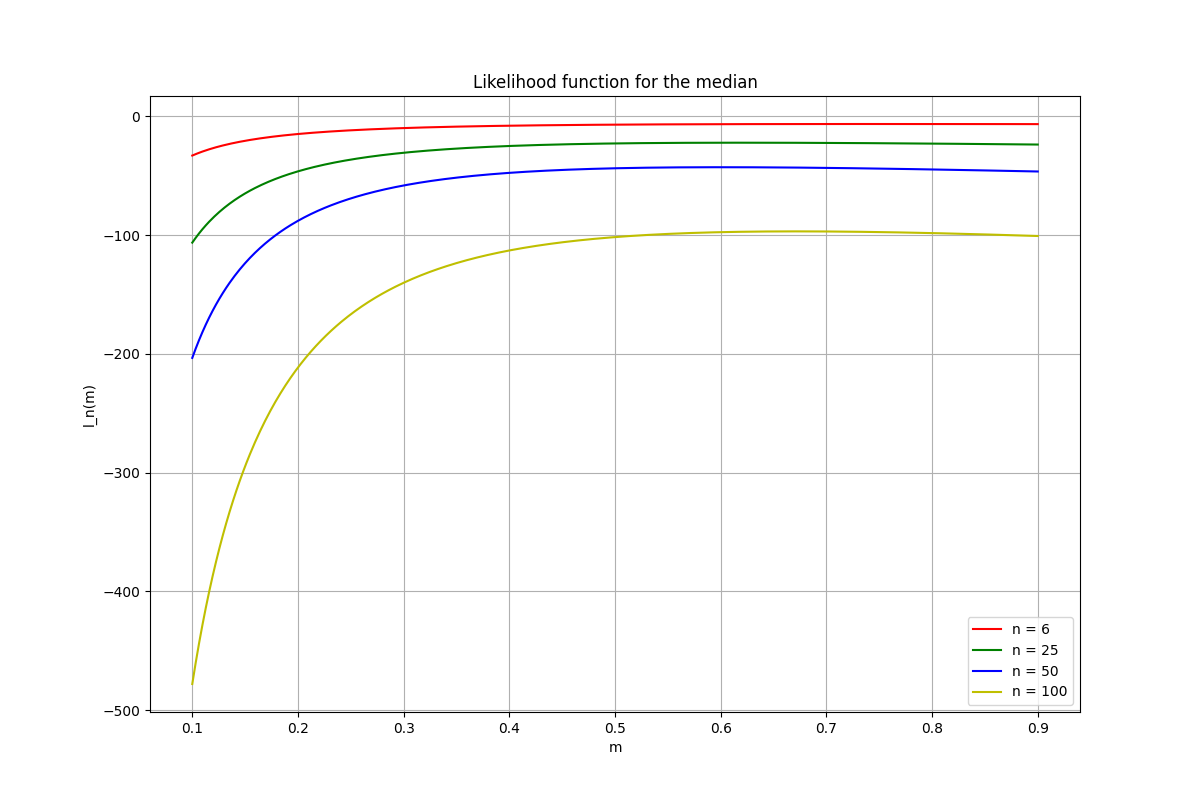 Likelihood function for the median
0
−100
−200
−300
−400
−500
l_n(m)
0.1 0.2 0.3 0.4 0.5 0.6 0.7 0.8 0.9
m
n = 6
n = 25
n = 50
n = 100